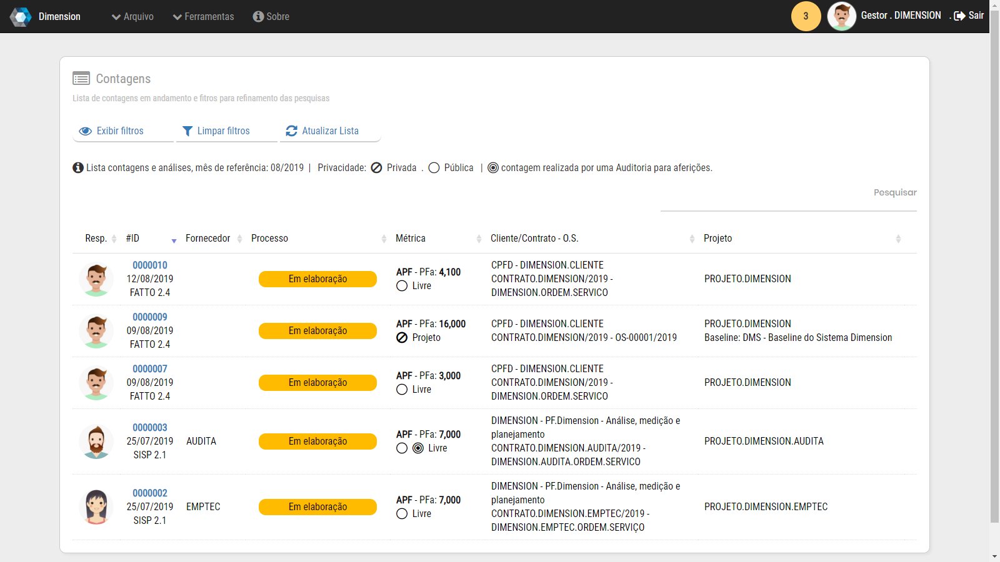 Dimension Arquivo Ferramentas Sobre 3 Gestor . DIMENSION . Sair
Contagens
Lista de contagens em andamento e fitros para refinamento das pesquisas
Exibir filtros Limpar filtros Atualizar Lista
Lista contagens e análises, mês de referência: 08/2019 | Privacidade: Privada . Pública | contagem realizada por uma Auditoria para aferições.
Pesquisar
Resp. #ID Fornecedor Processo Métrica Cliente/Contrato - O.S. Projeto
0000010
12/08/2019
FATTO 2.4
Em elaboração
APF - PFa: 4,100
Livre
CPFD - DIMENSION.CLIENTE
CONTRATO.DIMENSION/2019 -
DIMENSION.ORDEM.SERVICO
PROJETO.DIMENSION
0000009
09/08/2019
FATTO 2.4
Em elaboração
APF - PFa: 16,000
Projeto
CPFD - DIMENSION.CLIENTE
CONTRATO.DIMENSION/2019 - OS-00001/2019
PROJETO.DIMENSION
Baseline: DMS - Baseline do Sistema Dimension
0000007
09/08/2019
FATTO 2.4
Em elaboração
APF - PFa: 3,000
Livre
CPFD - DIMENSION.CLIENTE
CONTRATO.DIMENSION/2019 -
DIMENSION.ORDEM.SERVICO
PROJETO.DIMENSION
0000003
25/07/2019
SISP 2.1
AUDITA
Em elaboração
APF - PFa: 7,000
Livre
DIMENSION - PF.Dimension - Análise, medição e
planejamento
CONTRATO.DIMENSION.AUDITA/2019 -
DIMENSION.AUDITA.ORDEM.SERVICO
PROJETO.DIMENSION.AUDITA
0000002
25/07/2019
SISP 2.1
EMPTEC
Em elaboração
APF - PFa: 7,000
Livre
DIMENSION - PF.Dimension - Análise, medição e
planejamento
CONTRATO.DIMENSION.EMPTEC/2019 -
DIMENSION.EMPTEC.ORDEM.SERVIÇO
PROJETO.DIMENSION.EMPTEC